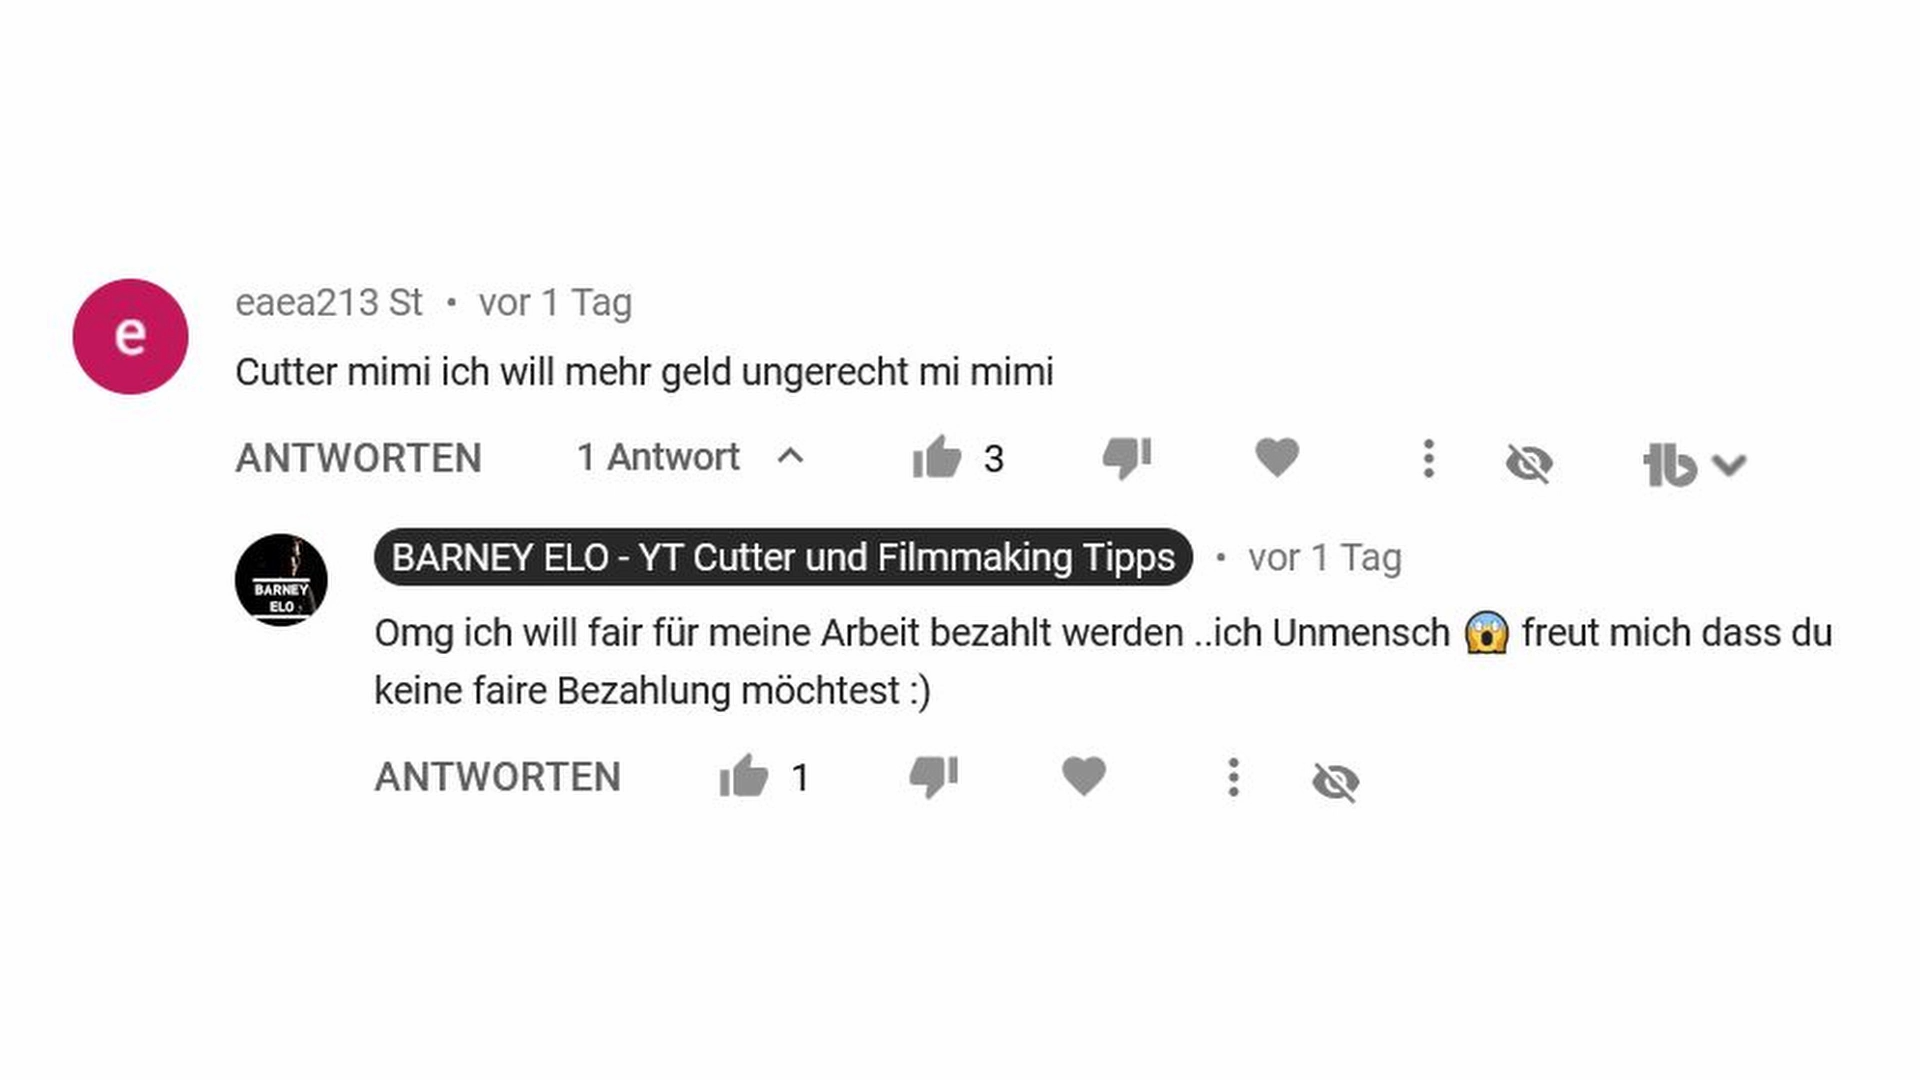 e
eaea213 St • vor 1 Tag
Cutter mimi ich will mehr geld ungerecht mi mimi
ANTWORTEN 1 Antwort 3
BARNEY
ELO
BARNEY ELO - YT Cutter und Filmmaking Tipps • vor 1 Tag
Omg ich will fair für meine Arbeit bezahlt werden ..ich Unmensch 😱 freut mich dass du
keine faire Bezahlung möchtest :)
ANTWORTEN 1